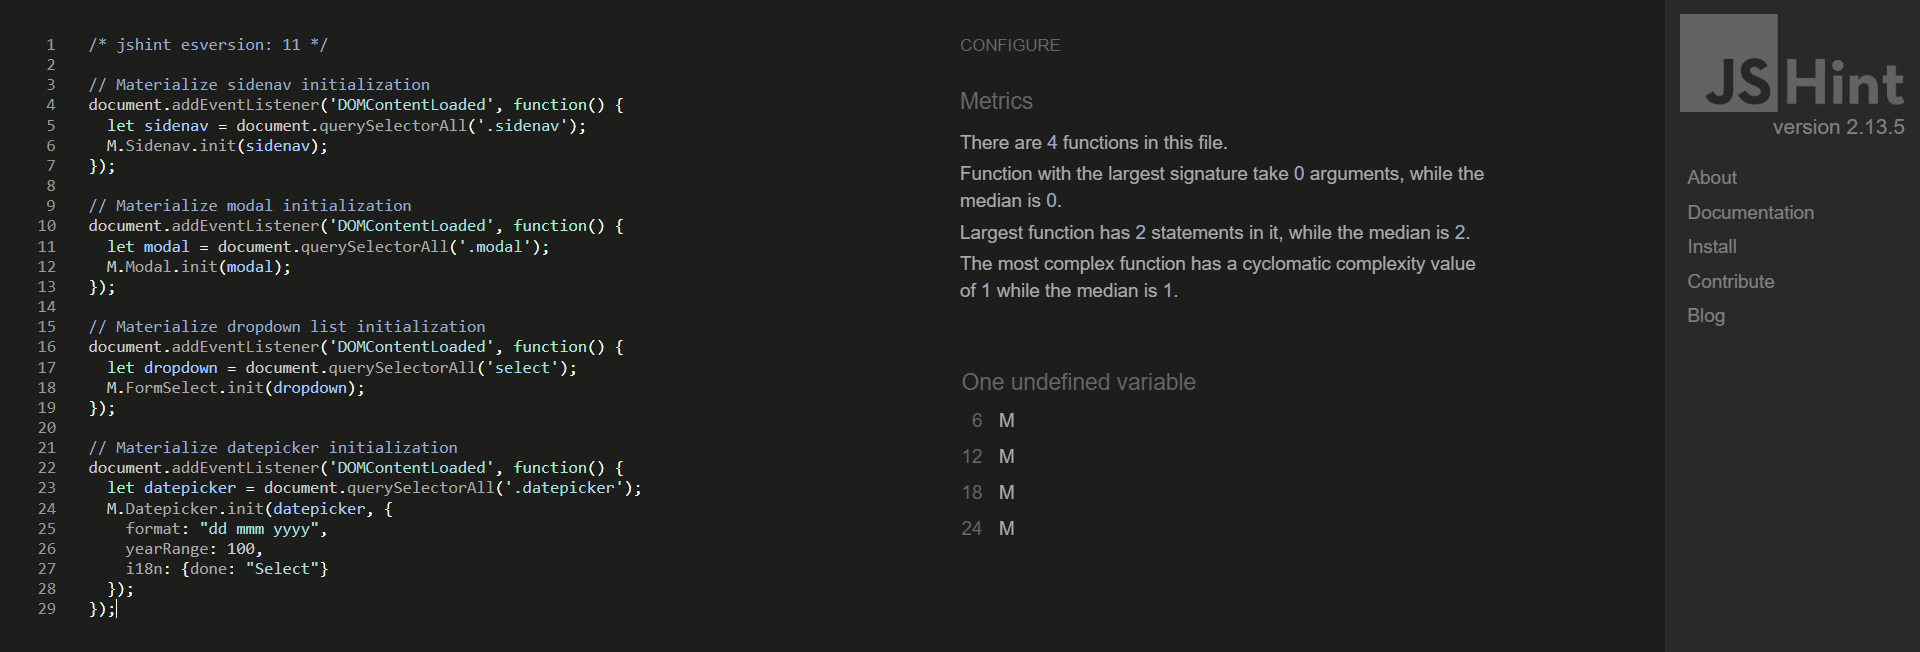 1 /* jshint esversion: 11 */
2
3 // Materialize sidenav initialization
4 document.addEventListener('DOMContentLoaded', function() {
5   let sidenav = document.querySelectorAll('.sidenav');
6   M.Sidenav.init(sidenav);
7 });
8
9 // Materialize modal initialization
10 document.addEventListener('DOMContentLoaded', function() {
11   let modal = document.querySelectorAll('.modal');
12   M.Modal.init(modal);
13 });
14
15 // Materialize dropdown list initialization
16 document.addEventListener('DOMContentLoaded', function() {
17   let dropdown = document.querySelectorAll('select');
18   M.FormSelect.init(dropdown);
19 });
20
21 // Materialize datepicker initialization
22 document.addEventListener('DOMContentLoaded', function() {
23   let datepicker = document.querySelectorAll('.datepicker');
24   M.Datepicker.init(datepicker, {
25     format: "dd mmm yyyy",
26     yearRange: 100,
27     i18n: {done: "Select"}
28   });
29 });
CONFIGURE
Metrics
There are 4 functions in this file.
Function with the largest signature take 0 arguments, while the
median is 0.
Largest function has 2 statements in it, while the median is 2.
The most complex function has a cyclomatic complexity value
of 1 while the median is 1.
One undefined variable
6 M
12 M
18 M
24 M
JSHint
version 2.13.5
About
Documentation
Install
Contribute
Blog